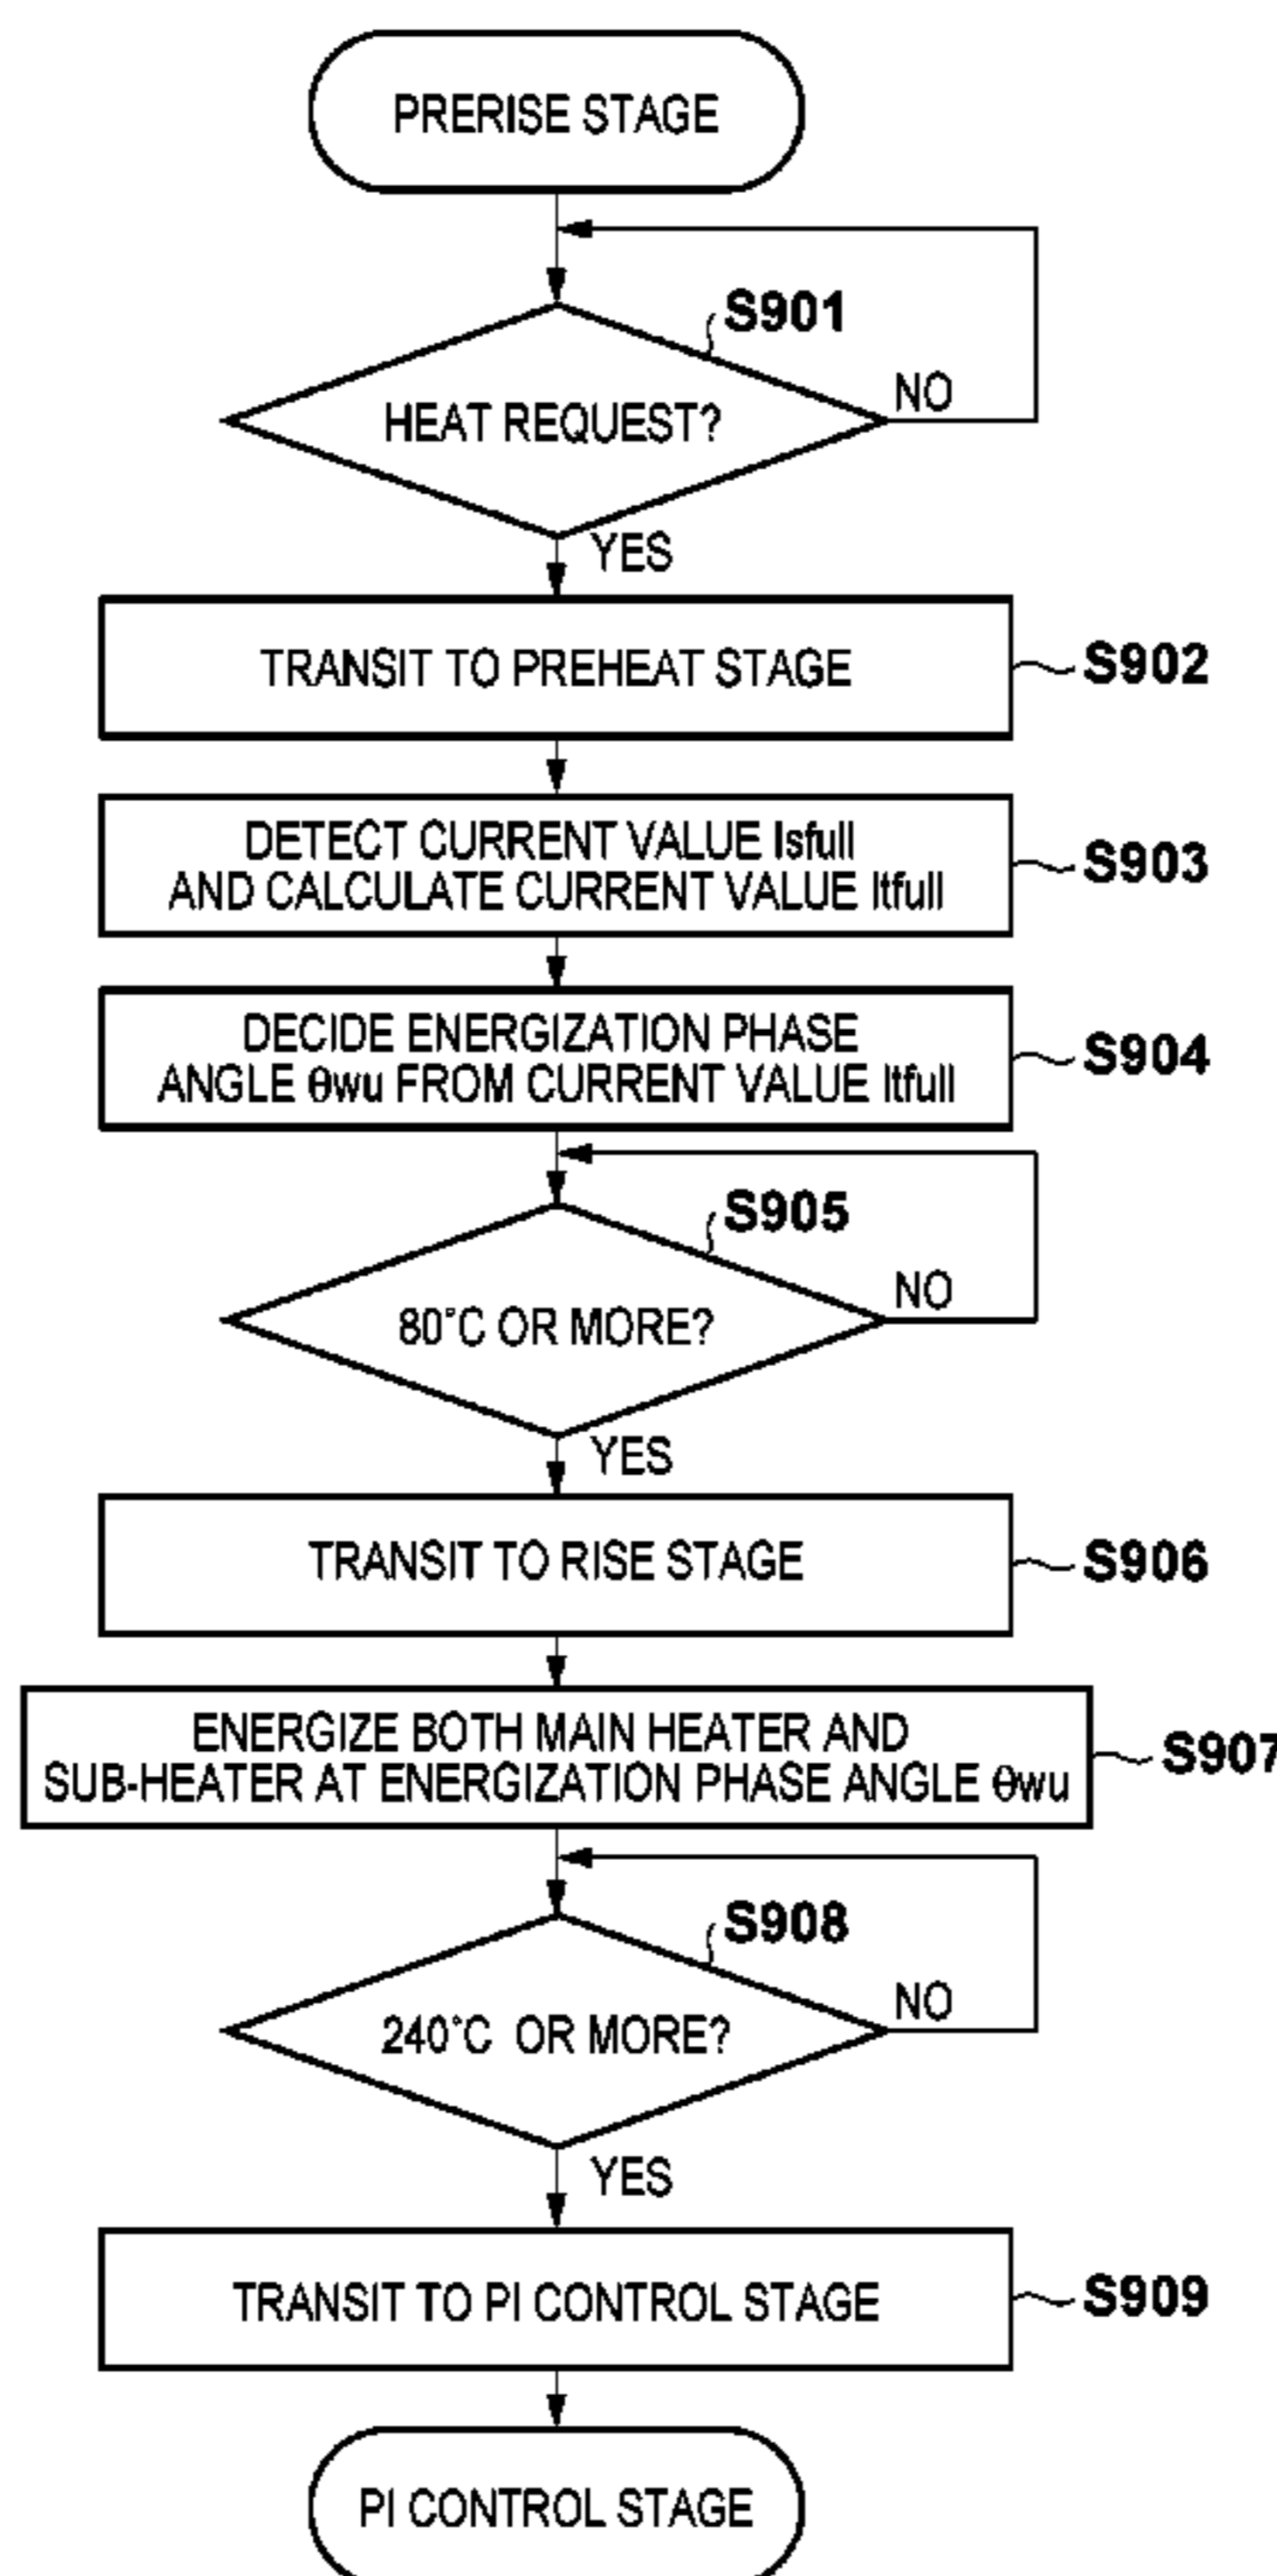 PRERISE STAGE
S901
HEAT REQUEST?
NO
YES
TRANSIT TO PREHEAT STAGE
S902
DETECT CURRENT VALUE Isfull
AND CALCULATE CURRENT VALUE Itfull
S903
DECIDE ENERGIZATION PHASE
ANGLE θwu FROM CURRENT VALUE Itfull
S904
S905
80°C OR MORE?
NO
YES
TRANSIT TO RISE STAGE
S906
ENERGIZE BOTH MAIN HEATER AND
SUB-HEATER AT ENERGIZATION PHASE ANGLE θwu
S907
S908
240°C OR MORE?
NO
YES
TRANSIT TO PI CONTROL STAGE
S909
PI CONTROL STAGE